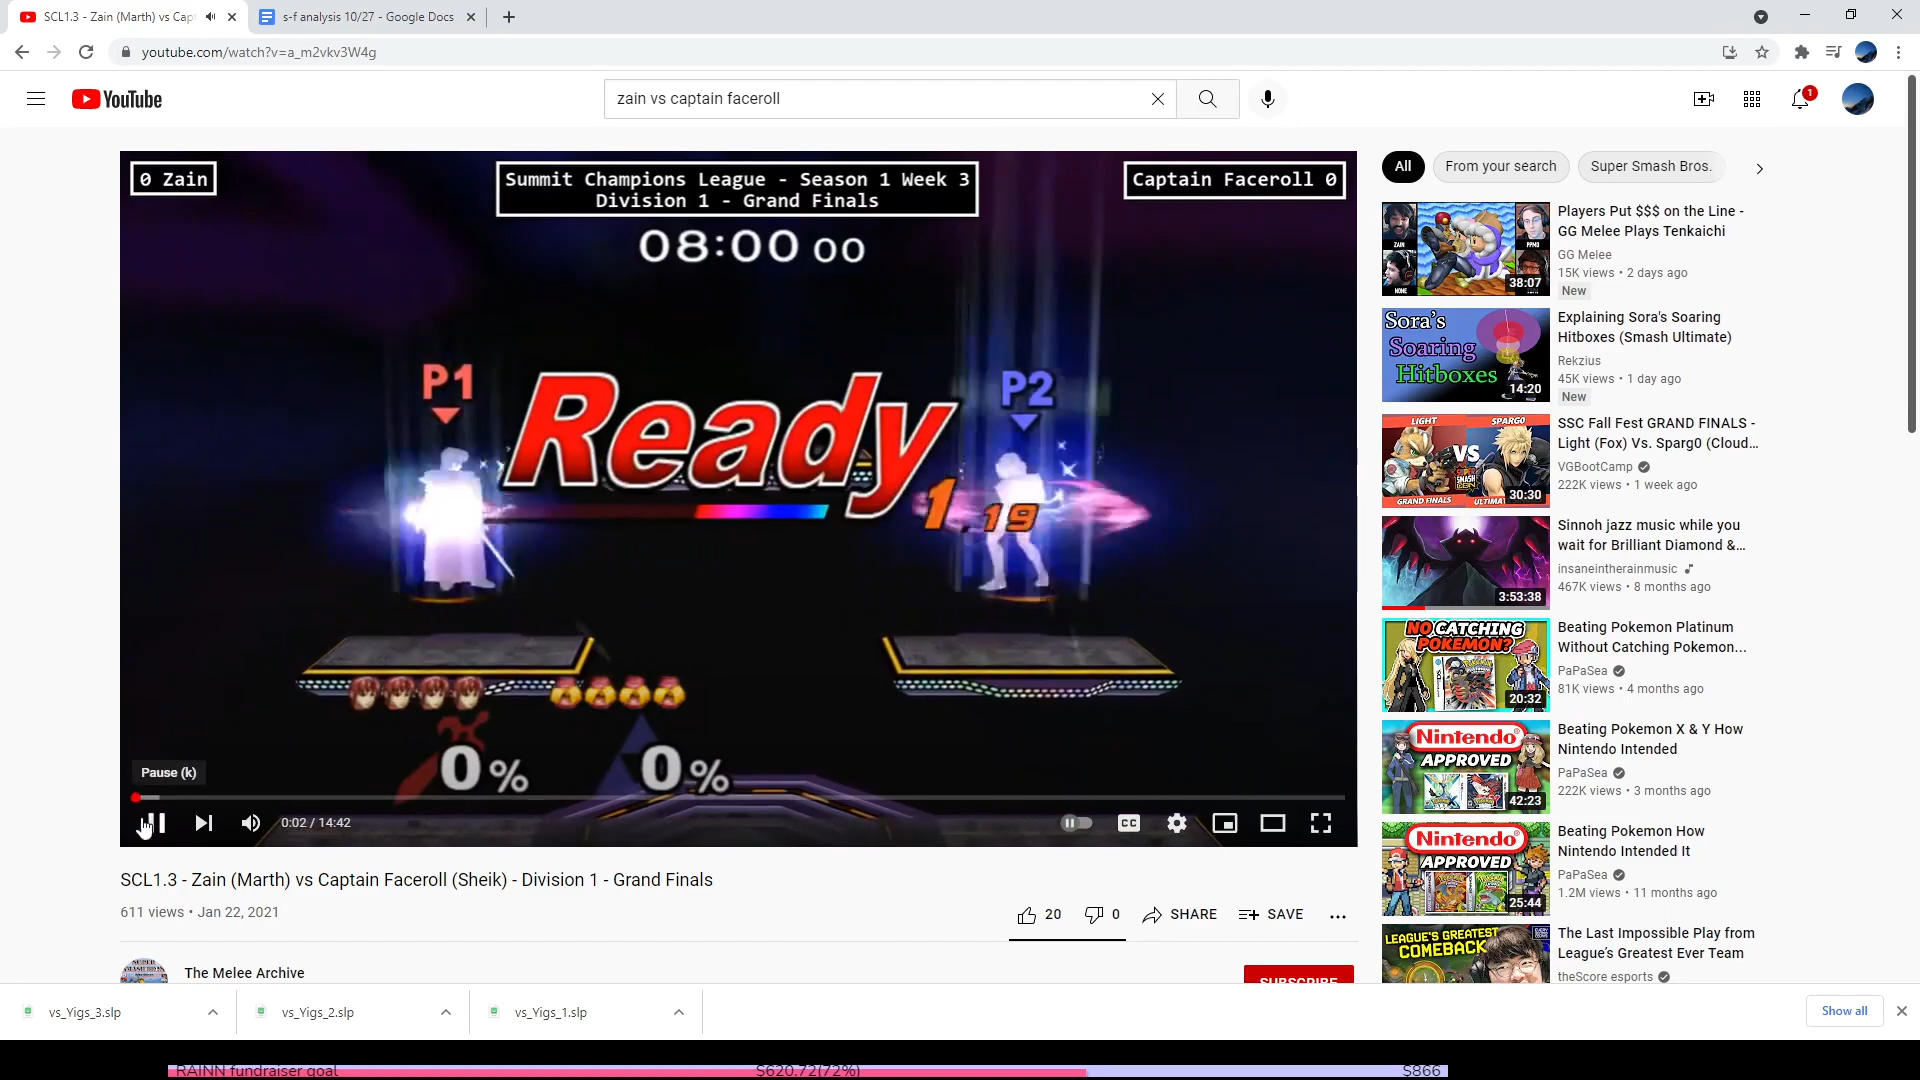 SCL1.3 - Zain (Marth) vs Cap
s-f analysis 10/27 - Google Docs
youtube.com/watch?v=a_m2vkv3W4g
YouTube
zain vs captain faceroll
1
0 Zain
Summit Champions League - Season 1 Week 3
Division 1 - Grand Finals
Captain Faceroll 0
08:00 00
P1
P2
Ready
1.19
0%
0%
Pause (k)
0:02 / 14:42
CC
SCL1.3 - Zain (Marth) vs Captain Faceroll (Sheik) - Division 1 - Grand Finals
611 views • Jan 22, 2021
20
0
SHARE
SAVE
The Melee Archive
SUBSCRIBE
All
From your search
Super Smash Bros.
ZAIN
PPMD
NONE
38:07
Players Put $$$ on the Line -
GG Melee Plays Tenkaichi
GG Melee
15K views • 2 days ago
New
Sora's
Soaring
Hitboxes
14:20
Explaining Sora's Soaring
Hitboxes (Smash Ultimate)
Rekzius
45K views • 1 day ago
New
LIGHT
SPARG0
VS
GRAND FINALS
30:30
SSC Fall Fest GRAND FINALS -
Light (Fox) Vs. Sparg0 (Cloud...
VGBootCamp
222K views • 1 week ago
3:53:38
Sinnoh jazz music while you
wait for Brilliant Diamond &...
insaneintherainmusic
467K views • 8 months ago
NO CATCHING
POKEMON?
20:32
Beating Pokemon Platinum
Without Catching Pokemon...
PaPaSea
81K views • 4 months ago
Nintendo
APPROVED
42:23
Beating Pokemon X & Y How
Nintendo Intended
PaPaSea
222K views • 3 months ago
Nintendo
APPROVED
25:44
Beating Pokemon How
Nintendo Intended It
PaPaSea
1.2M views • 11 months ago
LEAGUE'S GREATEST
COMEBACK
The Last Impossible Play from
League's Greatest Ever Team
theScore esports
vs_Yigs_3.slp
vs_Yigs_2.slp
vs_Yigs_1.slp
Show all
RAINN fundraiser goal
$620.72(72%)
$866